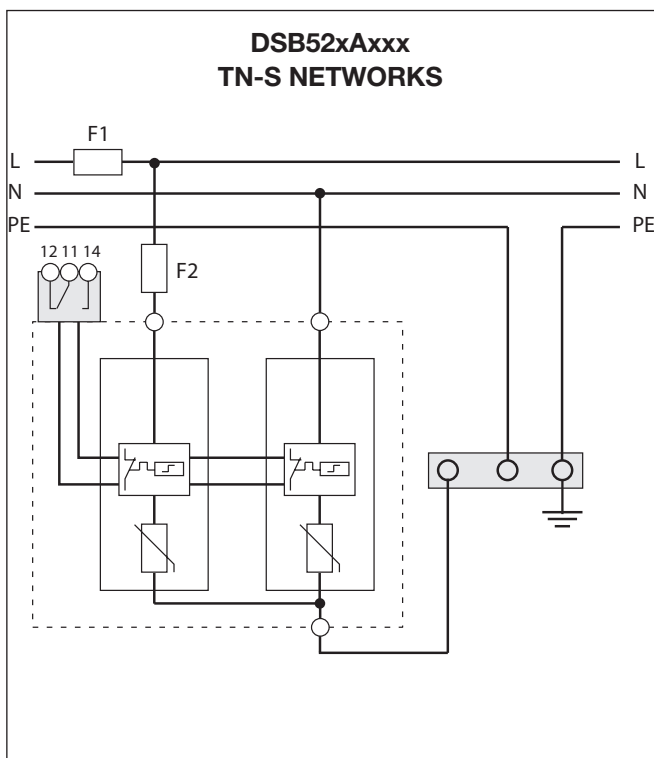 DSB52xAxxx
TN-S NETWORKS
F1
L L
N N
PE PE
12 11 14
F2